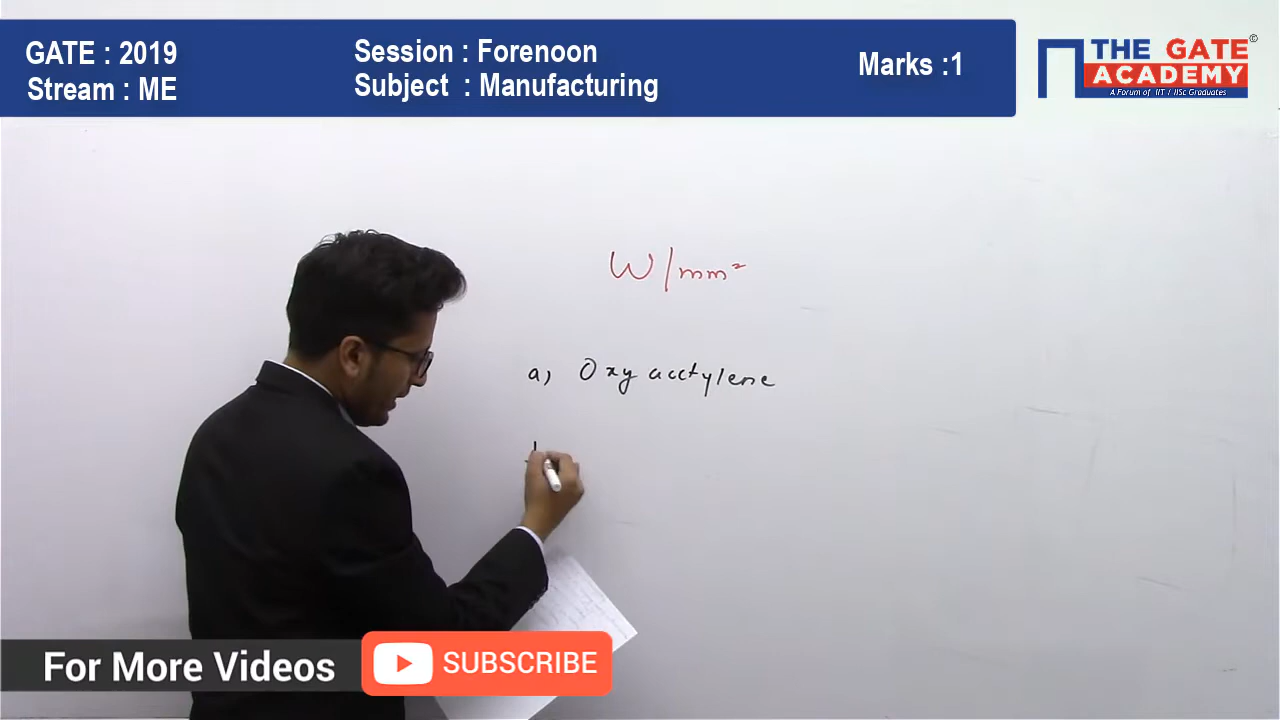 GATE : 2019
Stream : ME
Session : Forenoon
Subject : Manufacturing
Marks :1
THE GATE
ACADEMY
A Forum of IIT / IISc Graduates
©
W/mm²
a) Oxy acetylene
For More Videos
SUBSCRIBE